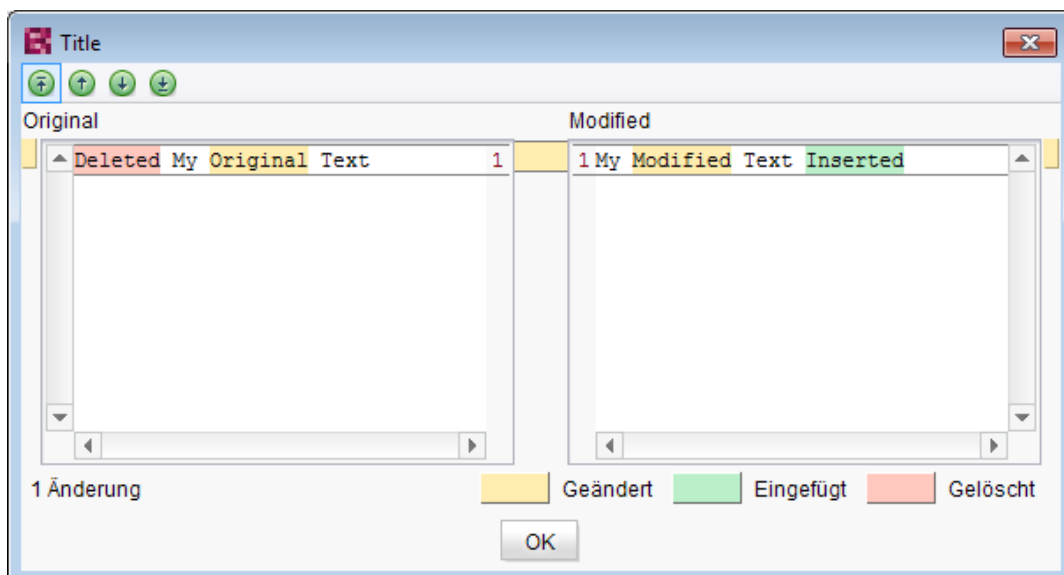 Title
Original
Modified
Deleted My Original Text 1
1 My Modified Text Inserted
1 Änderung
Geändert
Eingefügt
Gelöscht
OK